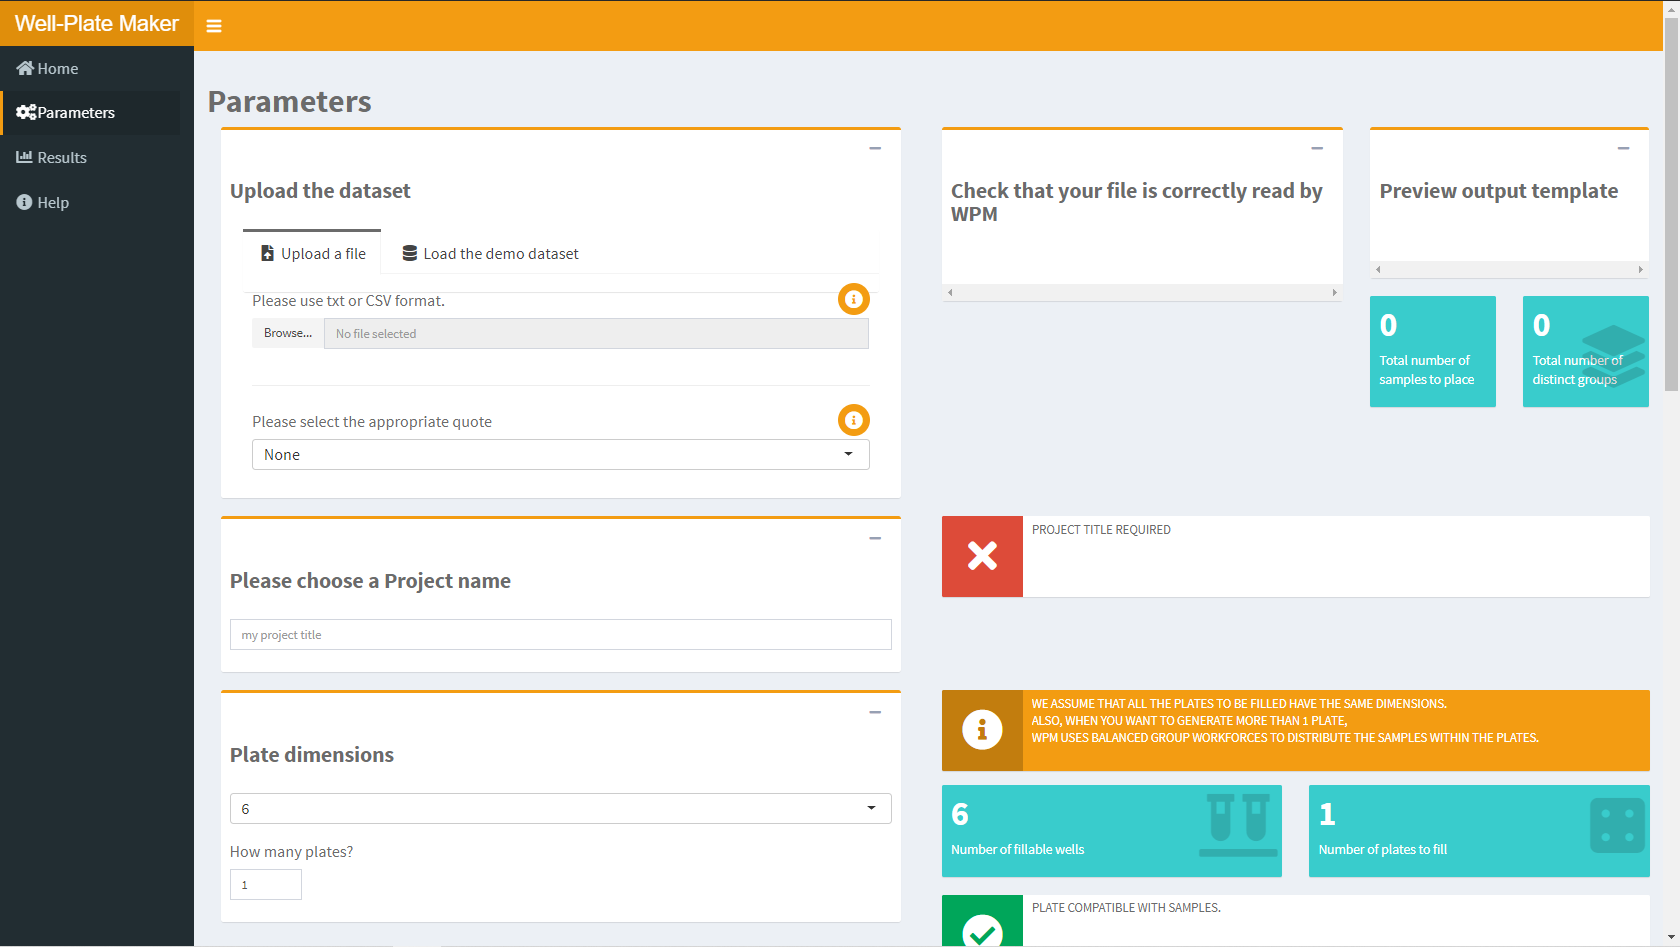 Well-Plate Maker
Home
Parameters
Results
Help
Parameters
Upload the dataset
Upload a file
Load the demo dataset
Please use txt or CSV format.
Browse...
No file selected
Please select the appropriate quote
None
Check that your file is correctly read by
WPM
Preview output template
0
Total number of
samples to place
0
Total number of
distinct groups
Please choose a Project name
my project title
PROJECT TITLE REQUIRED
Plate dimensions
6
How many plates?
1
WE ASSUME THAT ALL THE PLATES TO BE FILLED HAVE THE SAME DIMENSIONS.
ALSO, WHEN YOU WANT TO GENERATE MORE THAN 1 PLATE,
WPM USES BALANCED GROUP WORKFORCES TO DISTRIBUTE THE SAMPLES WITHIN THE PLATES.
6
Number of fillable wells
1
Number of plates to fill
PLATE COMPATIBLE WITH SAMPLES.